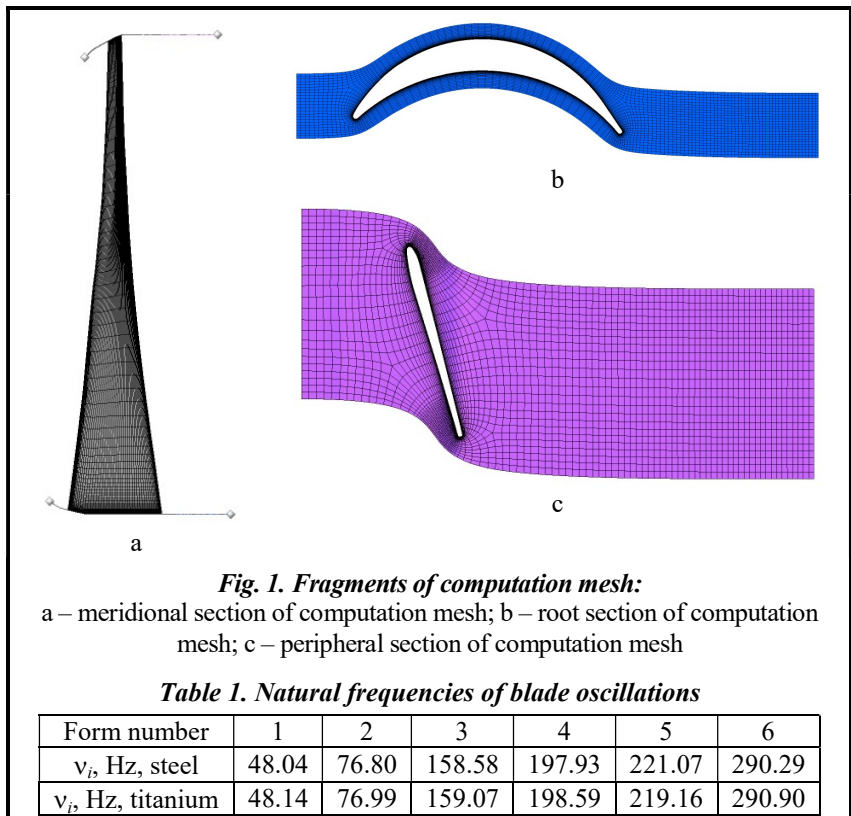 b
c
a
Fig. 1. Fragments of computation mesh:
a – meridional section of computation mesh; b – root section of computation
mesh; c – peripheral section of computation mesh
Table 1. Natural frequencies of blade oscillations
Form number 1 2 3 4 5 6
νi, Hz, steel 48.04 76.80 158.58 197.93 221.07 290.29
νi, Hz, titanium 48.14 76.99 159.07 198.59 219.16 290.90